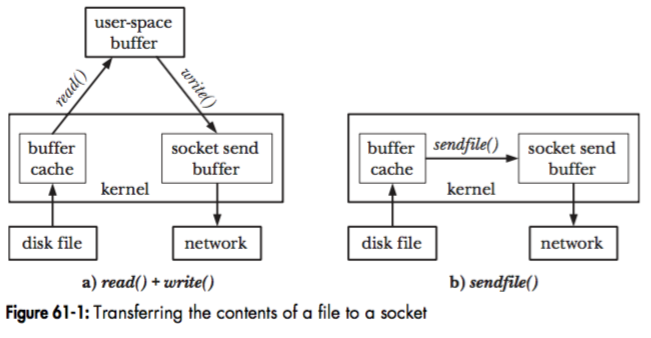 user-space
buffer
read()
write()
buffer
cache
socket send
buffer
kernel
disk file
network
a) read() + write()
buffer
cache
sendfile()
socket send
buffer
kernel
disk file
network
b) sendfile()
Figure 61-1: Transferring the contents of a file to a socket